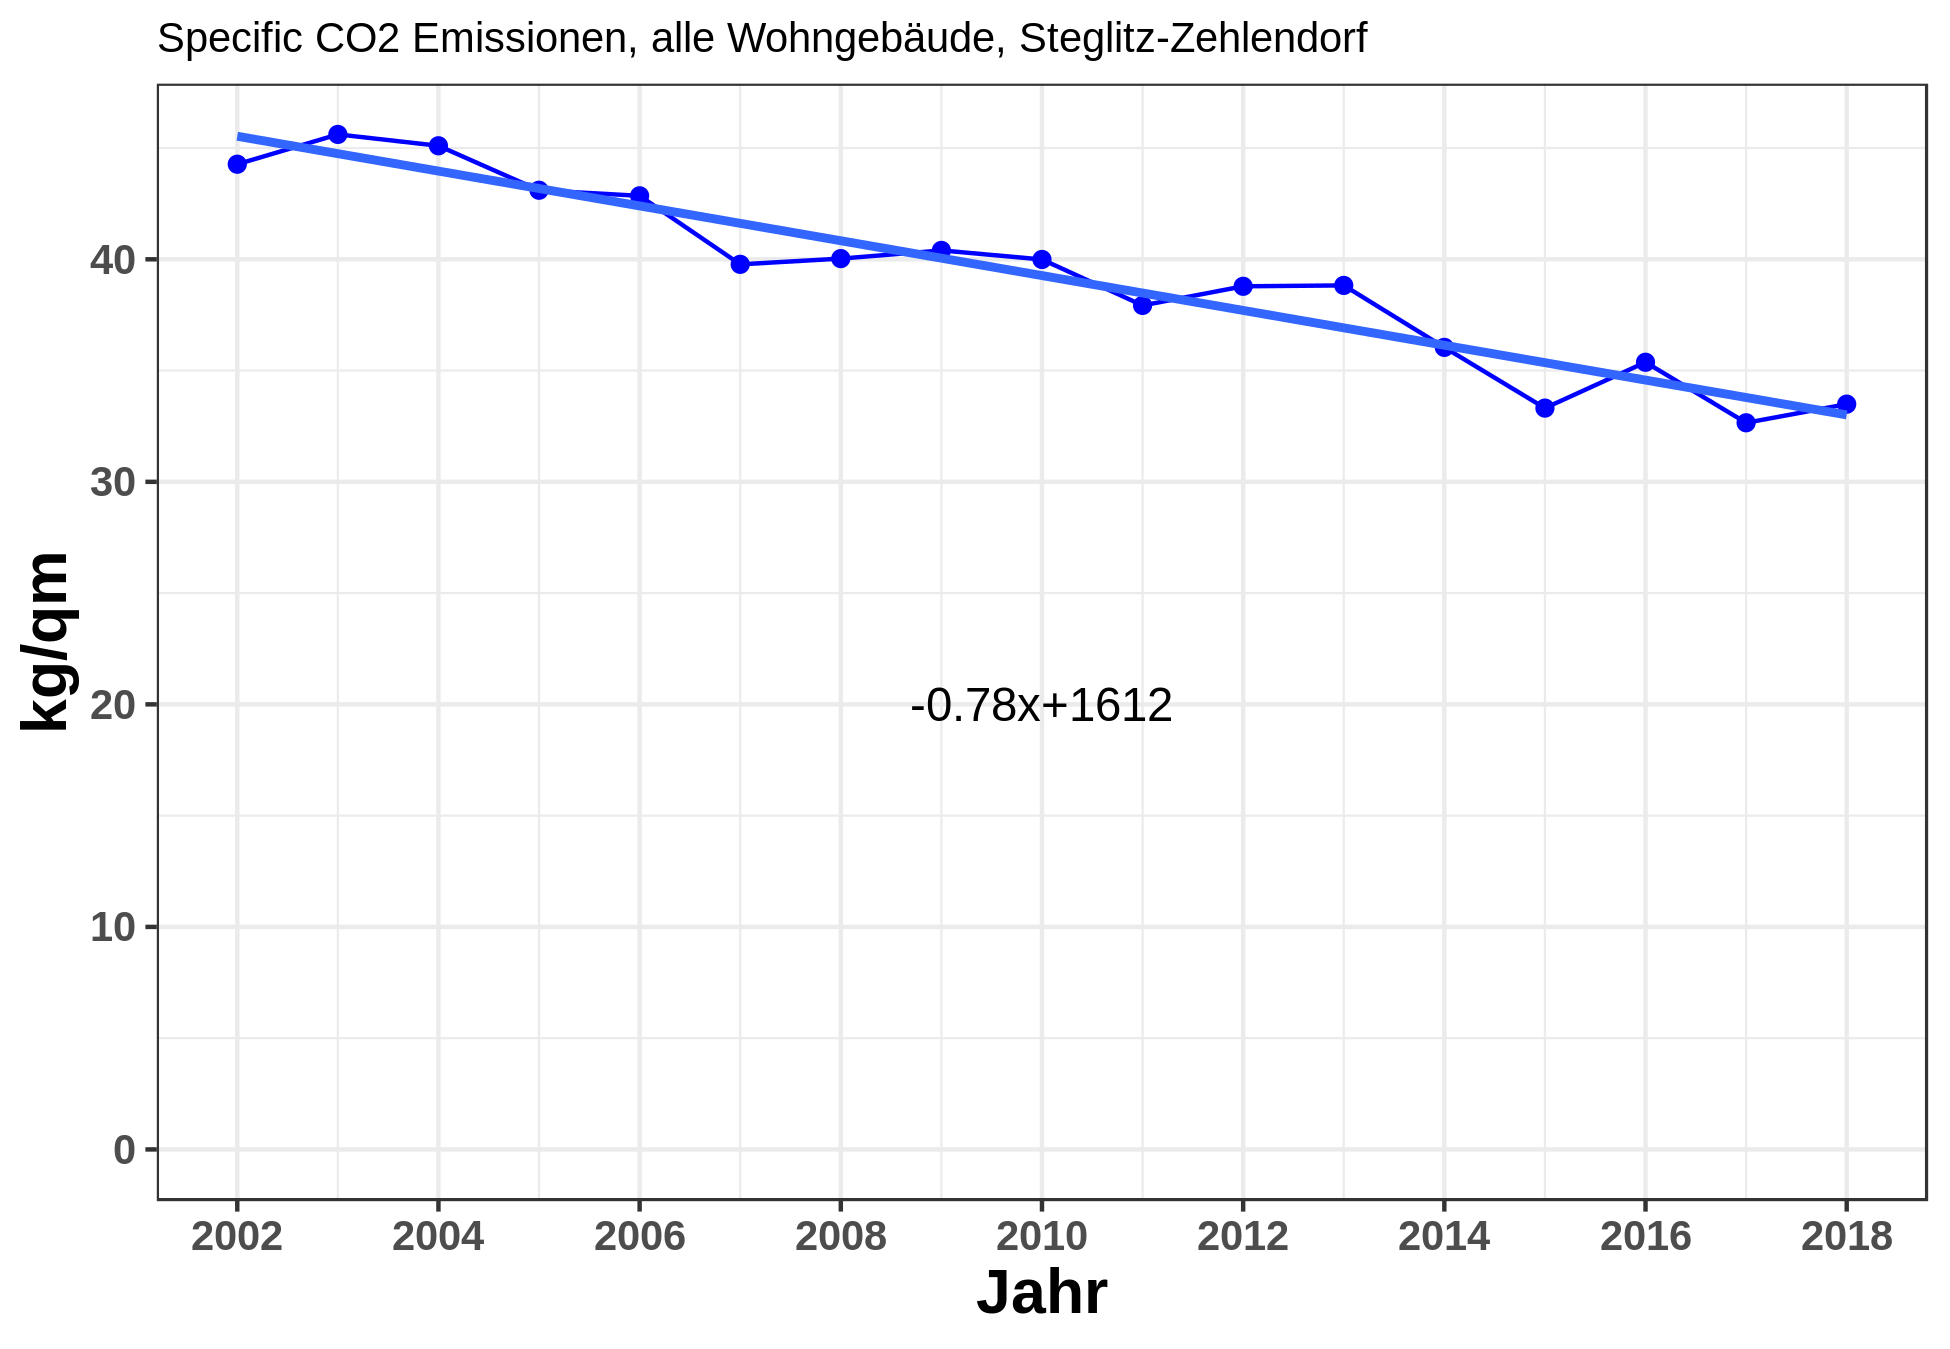 Specific CO2 Emissionen, alle Wohngebäude, Steglitz-Zehlendorf
kg/qm
40
30
20
10
0
-0.78x+1612
2002 2004 2006 2008 2010 2012 2014 2016 2018
Jahr